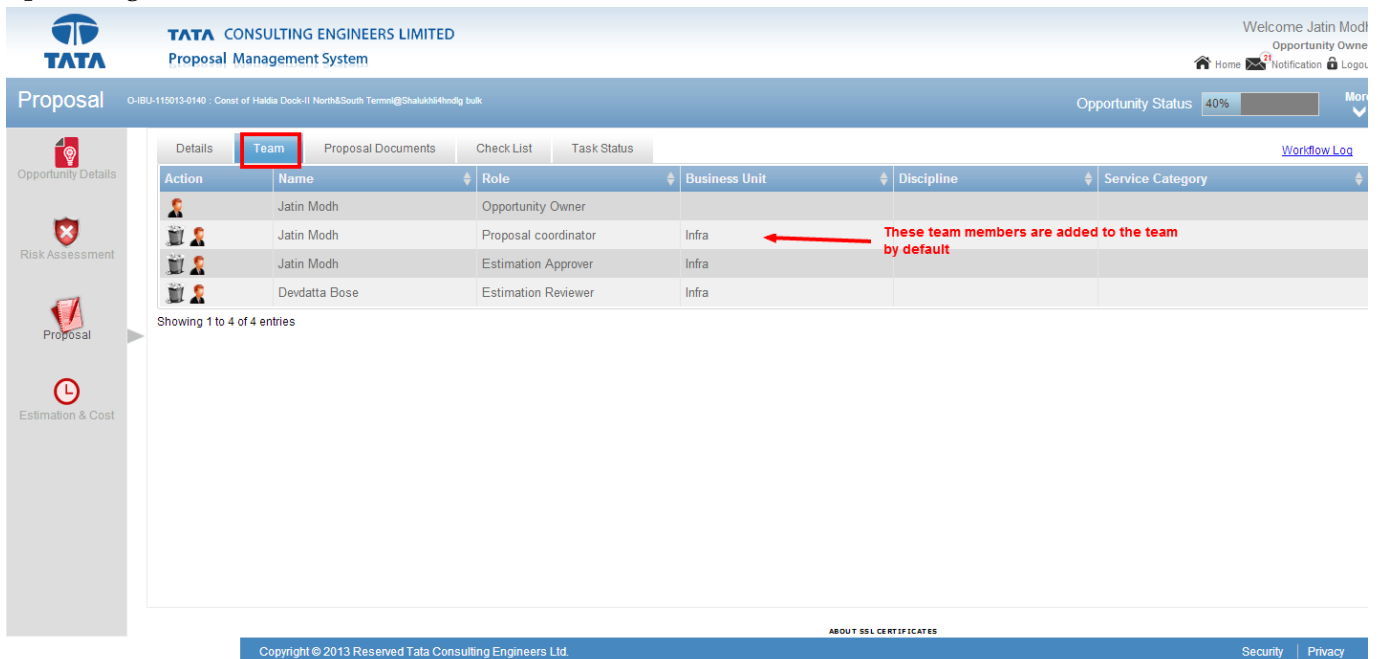 TATA CONSULTING ENGINEERS LIMITED
Proposal Management System
TATA
Welcome Jatin Modh
Opportunity Owne
Home 21 Notification Logou
Proposal O-IBU-115013-0140 : Const of Haldia Dock-II North&South Termnl@Shalukhli4hndlg bulk
Opportunity Status 40% More
Details Team Proposal Documents Check List Task Status Workflow Log
Action Name Role Business Unit Discipline Service Category
Jatin Modh Opportunity Owner
Jatin Modh Proposal coordinator Infra
Jatin Modh Estimation Approver Infra
Devdatta Bose Estimation Reviewer Infra
These team members are added to the team
by default
Showing 1 to 4 of 4 entries
Opportunity Details
Risk Assessment
Proposal
Estimation & Cost
ABOUT SSL CERTIFICATES
Copyright © 2013 Reserved Tata Consulting Engineers Ltd. Security | Privacy